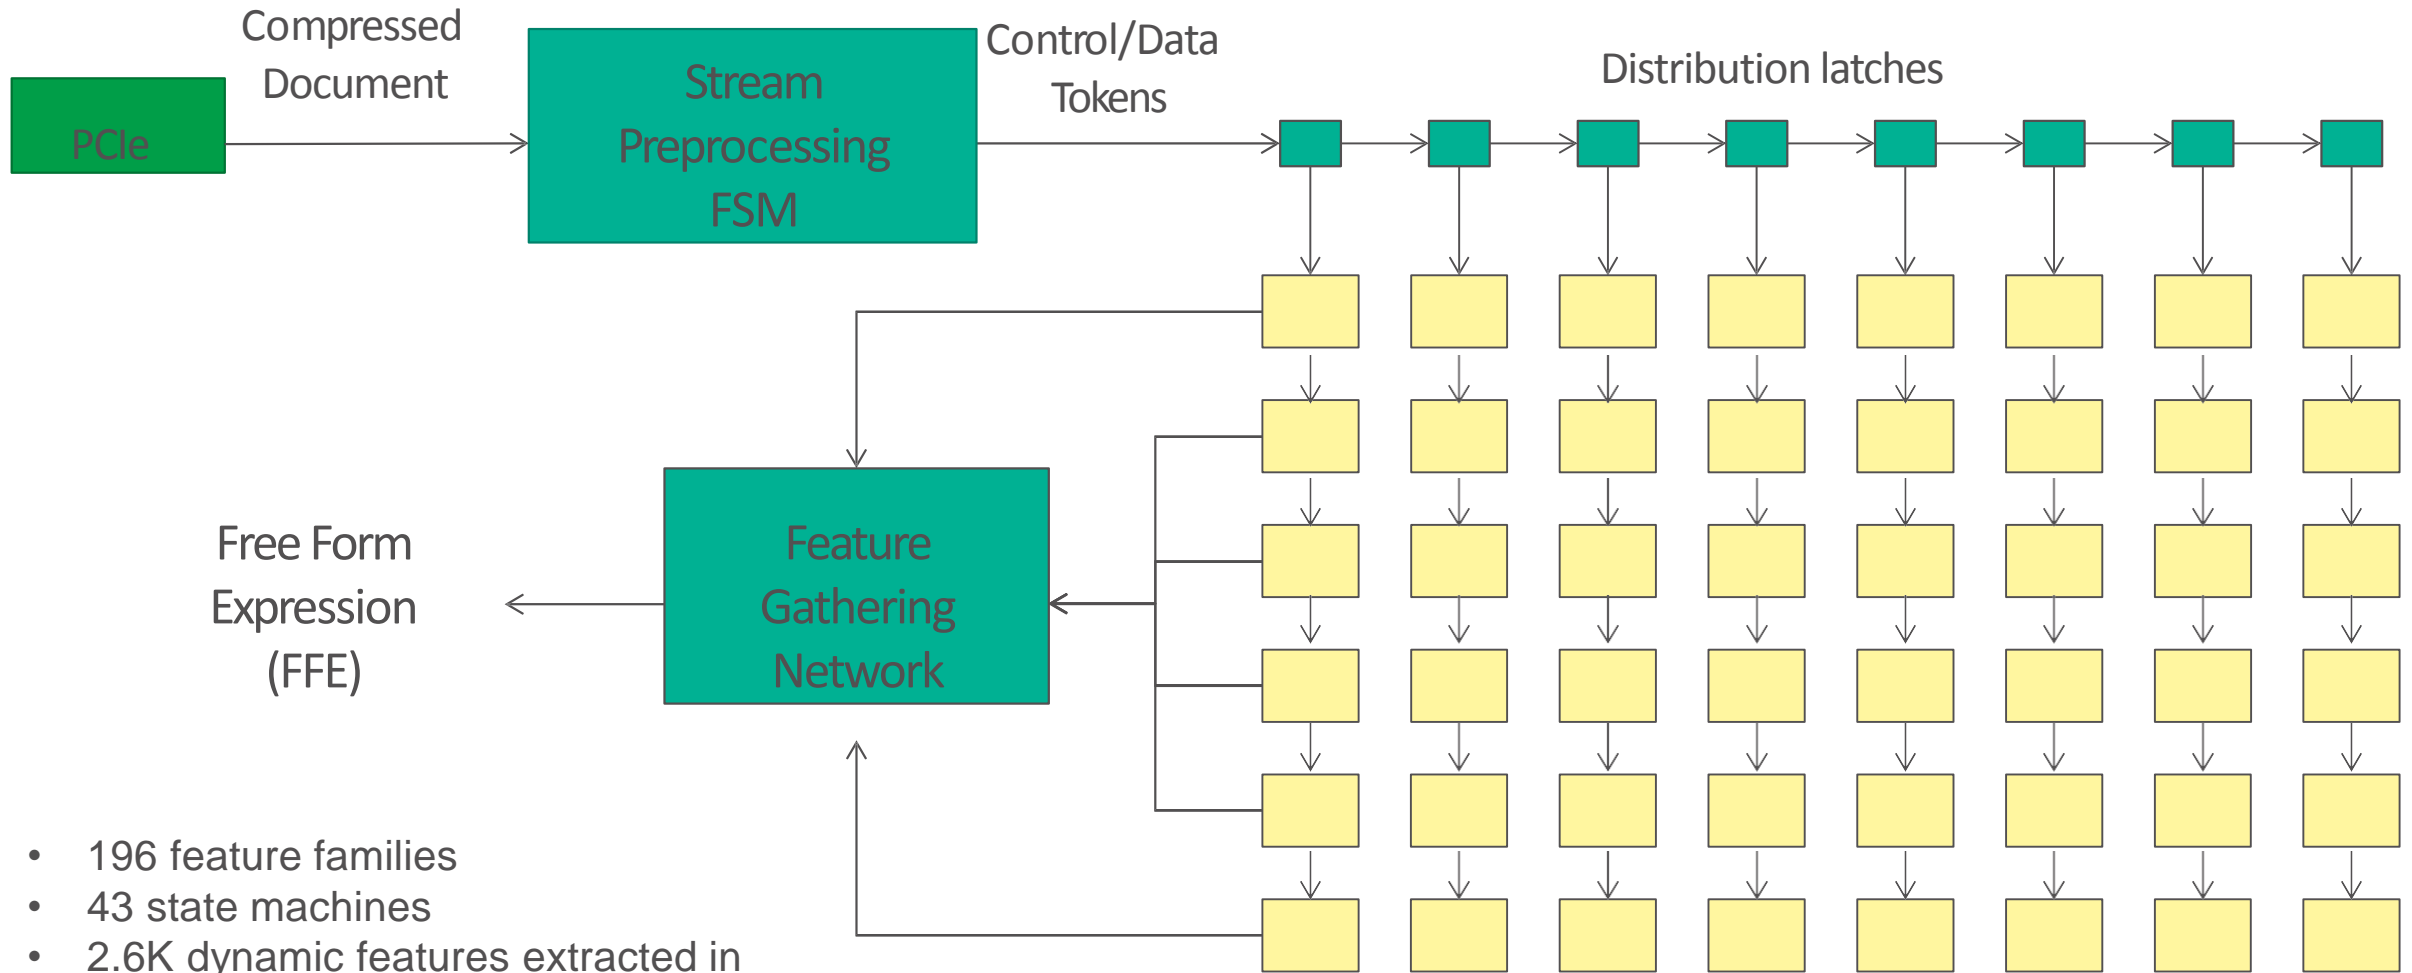 Compressed
Document
Control/Data
Tokens
Distribution latches
PCIe
Stream
Preprocessing
FSM
Free Form
Expression
(FFE)
Feature
Gathering
Network
• 196 feature families
• 43 state machines
• 2.6K dynamic features extracted in